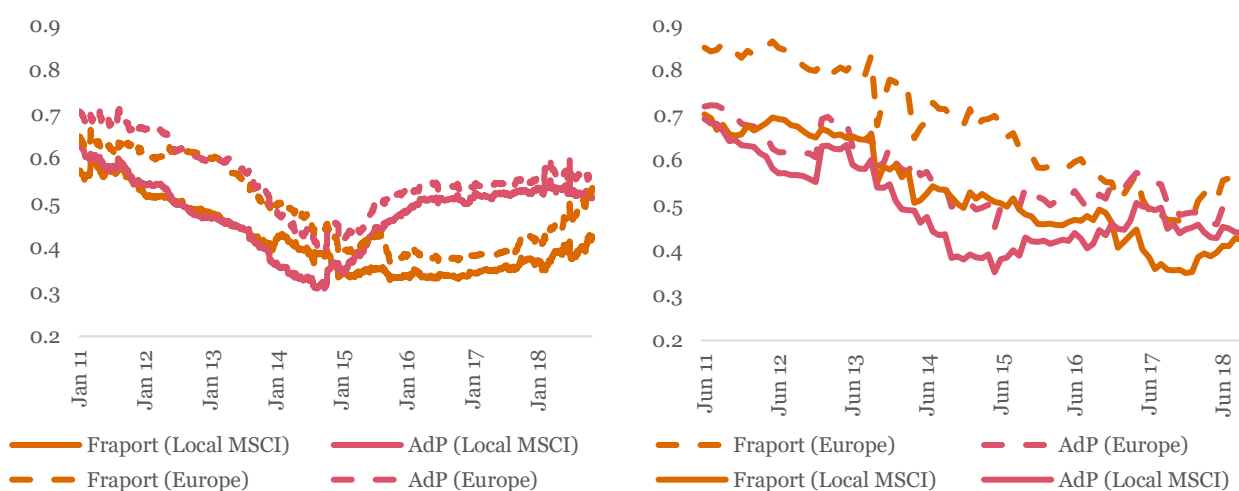 0.9
0.8
0.7
0.6
0.5
0.4
0.3
0.2
Jan 11
Jan 12
Jan 13
Jan 14
Jan 15
Jan 16
Jan 17
Jan 18
Fraport (Local MSCI)
AdP (Local MSCI)
Fraport (Europe)
AdP (Europe)
0.9
0.8
0.7
0.6
0.5
0.4
0.3
0.2
Jun 11
Jun 12
Jun 13
Jun 14
Jun 15
Jun 16
Jun 17
Jun 18
Fraport (Europe)
AdP (Europe)
Fraport (Local MSCI)
AdP (Local MSCI)